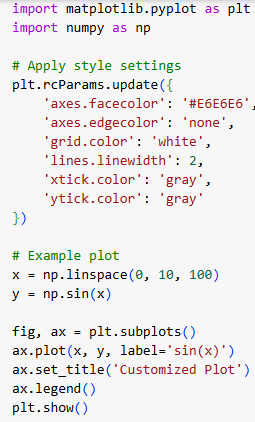 import matplotlib.pyplot as plt
import numpy as np

# Apply style settings
plt.rcParams.update({
    'axes.facecolor': '#E6E6E6',
    'axes.edgecolor': 'none',
    'grid.color': 'white',
    'lines.linewidth': 2,
    'xtick.color': 'gray',
    'ytick.color': 'gray'
})

# Example plot
x = np.linspace(0, 10, 100)
y = np.sin(x)

fig, ax = plt.subplots()
ax.plot(x, y, label='sin(x)')
ax.set_title('Customized Plot')
ax.legend()
plt.show()